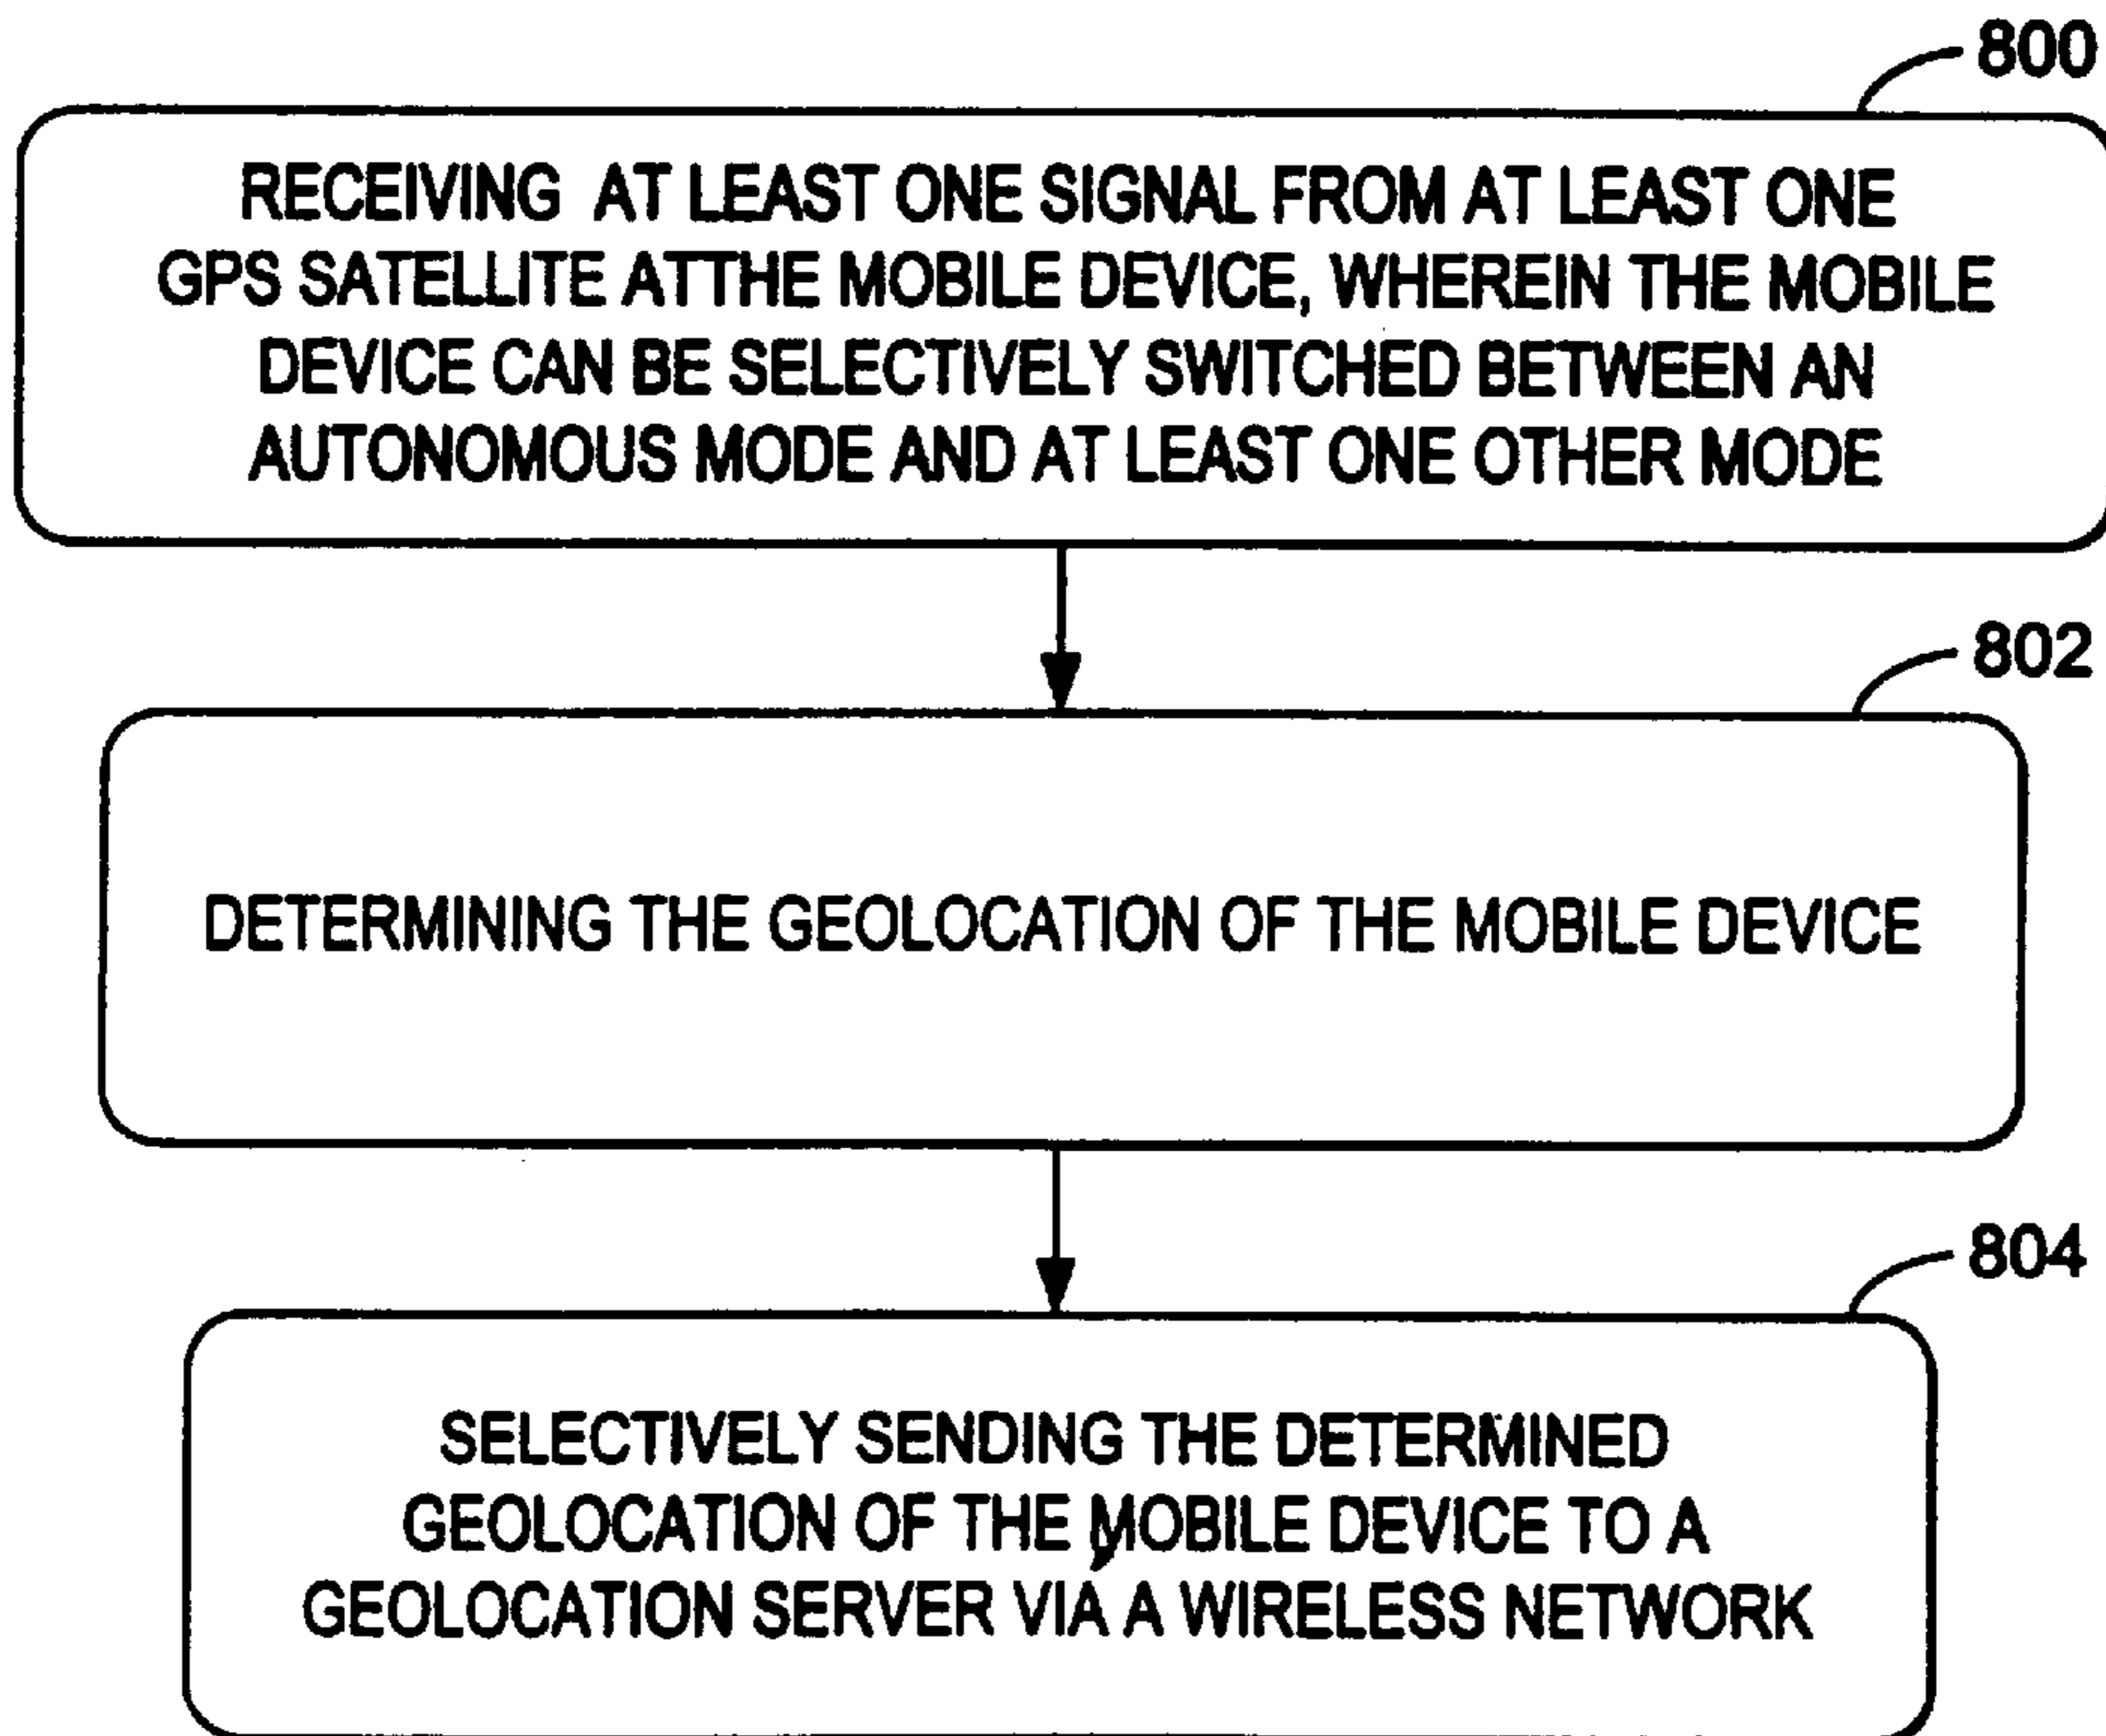 800
RECEIVING AT LEAST ONE SIGNAL FROM AT LEAST ONE
GPS SATELLITE ATTHE MOBILE DEVICE, WHEREIN THE MOBILE
DEVICE CAN BE SELECTIVELY SWITCHED BETWEEN AN
AUTONOMOUS MODE AND AT LEAST ONE OTHER MODE
802
DETERMINING THE GEOLOCATION OF THE MOBILE DEVICE
804
SELECTIVELY SENDING THE DETERMINED
GEOLOCATION OF THE MOBILE DEVICE TO A
GEOLOCATION SERVER VIA A WIRELESS NETWORK